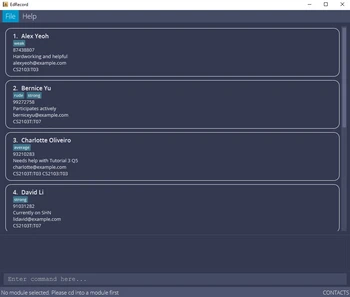 EdRecord
File Help
1. Alex Yeoh
weak
87438807
Hardworking and helpful
alexyeoh@example.com
CS2103:T03
2. Bernice Yu
rude strong
99272758
Participates actively
berniceyu@example.com
CS2103T:T07
3. Charlotte Oliveiro
average
93210283
Needs help with Tutorial 3 Q5
charlotte@example.com
CS2103T:T03 CS2103:T03
4. David Li
strong
91031282
Currently on SHN
lidavid@example.com
CS2103T:T07
Enter command here...
No module selected. Please cd into a module first
CONTACTS